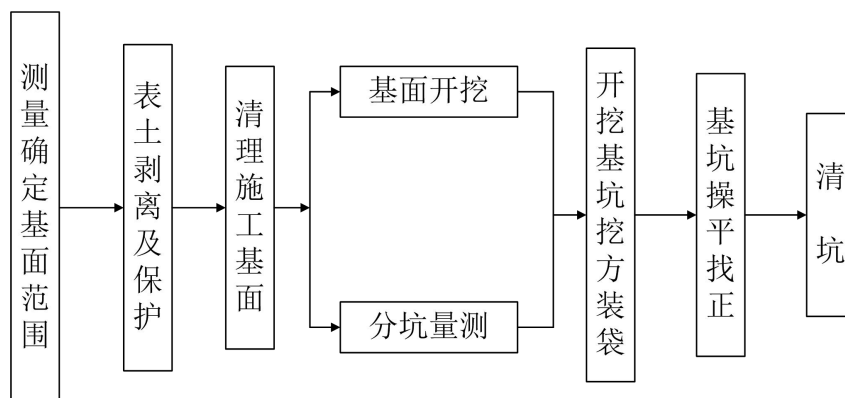 测量确定基面范围
表土剥离及保护
清理施工基面
基面开挖
分坑量测
开挖基坑挖方装袋
基坑操平找正
清坑